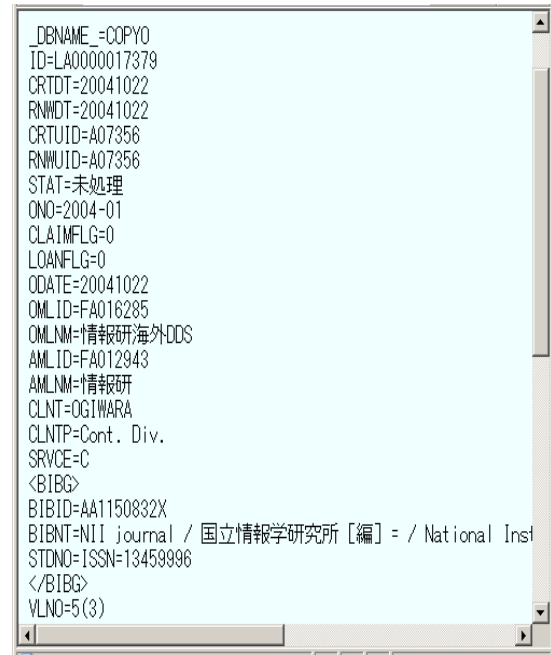 _DBNAME_=COPYO
ID=LA0000017379
CRTDT=20041022
RNWDT=20041022
CRTUID=A07356
RNWUID=A07356
STAT=未処理
ONO=2004-01
CLAIMFLG=0
LOANFLG=0
ODATE=20041022
OMLID=FA016285
OMLNM=情報研海外DDS
AMLID=FA012943
AMLNM=情報研
CLNT=OGIWARA
CLNTP=Cont. Div.
SRVCE=C
<BIBG>
BIBID=AA1150832X
BIBNT=NII journal / 国立情報学研究所 [編] = / National Inst
STDNO=ISSN=13459996
</BIBG>
VLNO=5(3)